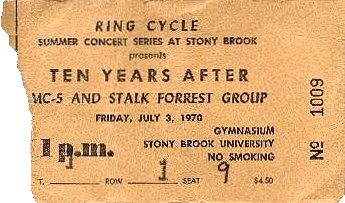 RING CYCLE
SUMMER CONCERT SERIES AT STONY BROOK
presents
TEN YEARS AFTER
MC-5 AND STALK FORREST GROUP
FRIDAY, JULY 3, 1970
GYMNASIUM
1 p.m.
STONY BROOK UNIVERSITY
NO SMOKING
T. ROW 1 SEAT 9 $4.50
No 1009